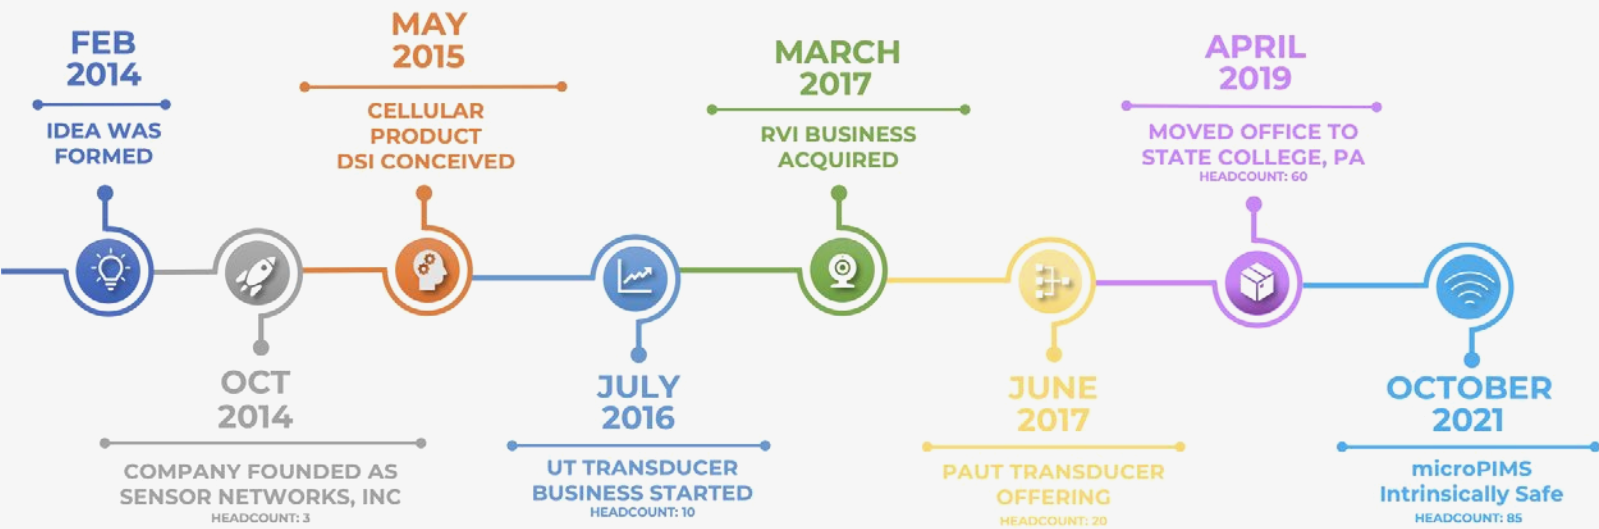 FEB
2014
IDEA WAS
FORMED
OCT
2014
COMPANY FOUNDED AS
SENSOR NETWORKS, INC
HEADCOUNT: 3
MAY
2015
CELLULAR
PRODUCT
DSI CONCEIVED
JULY
2016
UT TRANSDUCER
BUSINESS STARTED
HEADCOUNT: 10
MARCH
2017
RVI BUSINESS
ACQUIRED
JUNE
2017
PAUT TRANSDUCER
OFFERING
HEADCOUNT: 20
APRIL
2019
MOVED OFFICE TO
STATE COLLEGE, PA
HEADCOUNT: 60
OCTOBER
2021
microPIMS
Intrinsically Safe
HEADCOUNT: 85